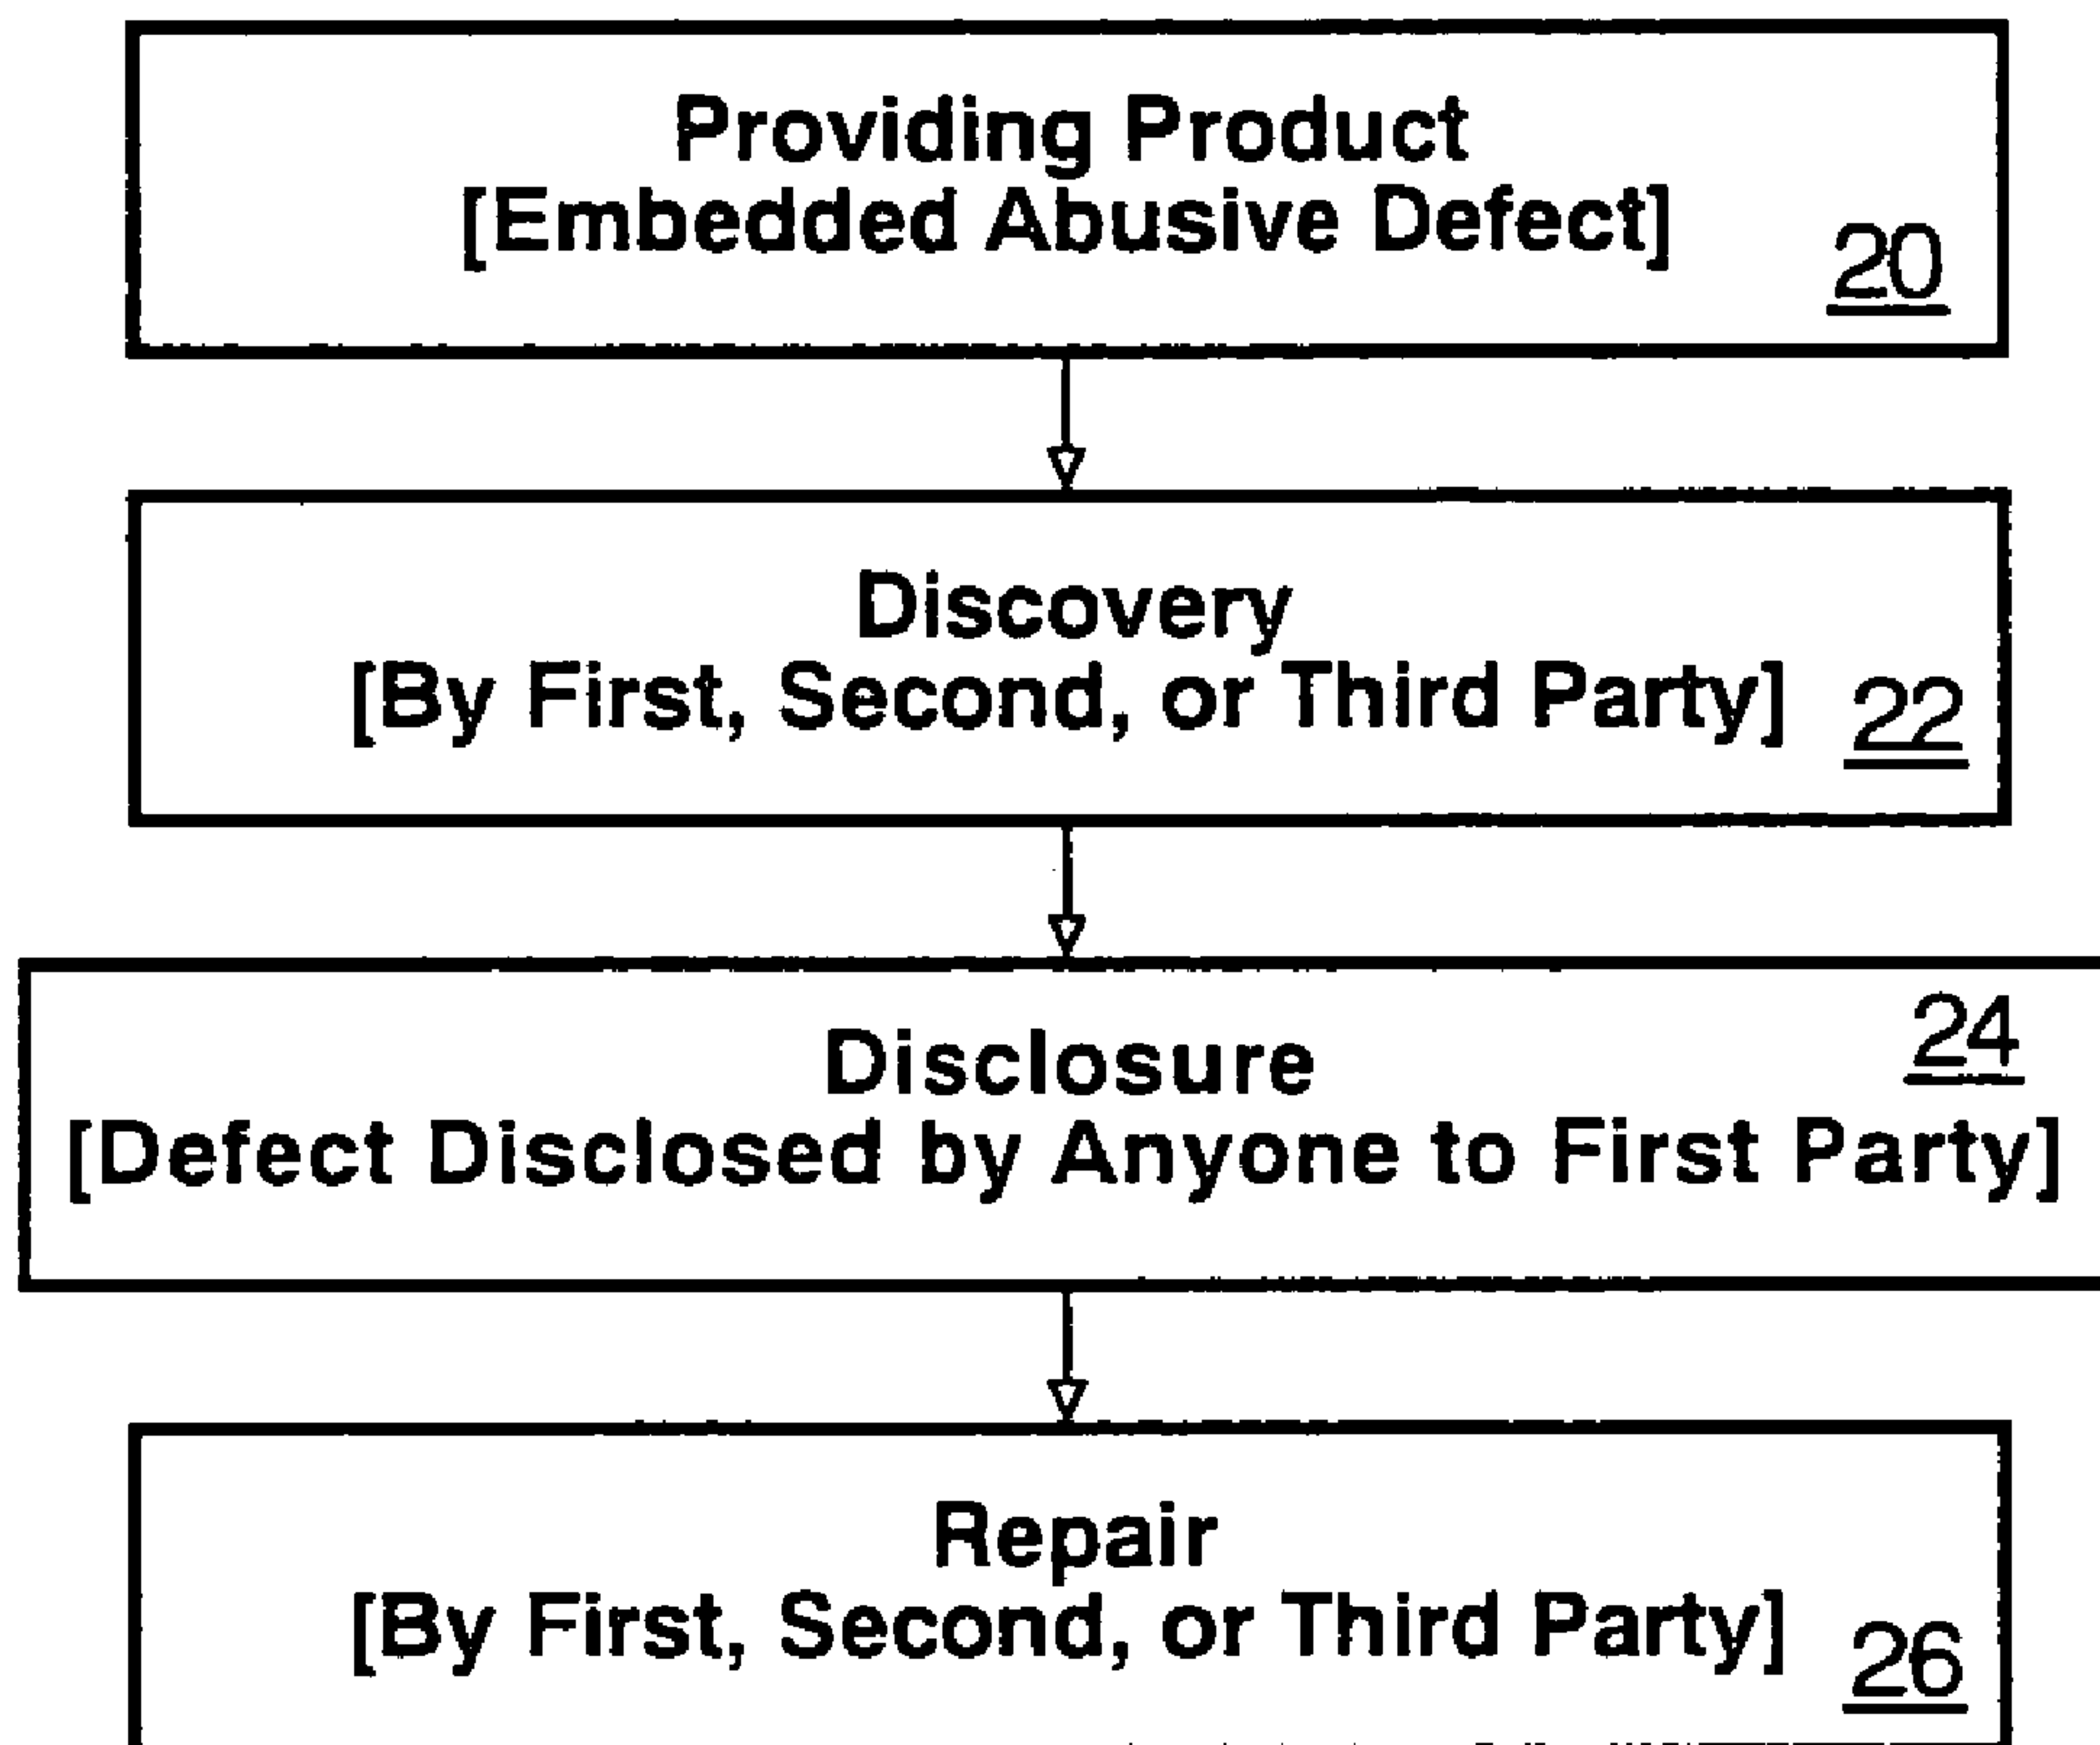 Providing Product
[Embedded Abusive Defect]
20
Discovery
[By First, Second, or Third Party]
22
24
Disclosure
[Defect Disclosed by Anyone to First Party]
Repair
[By First, Second, or Third Party]
26